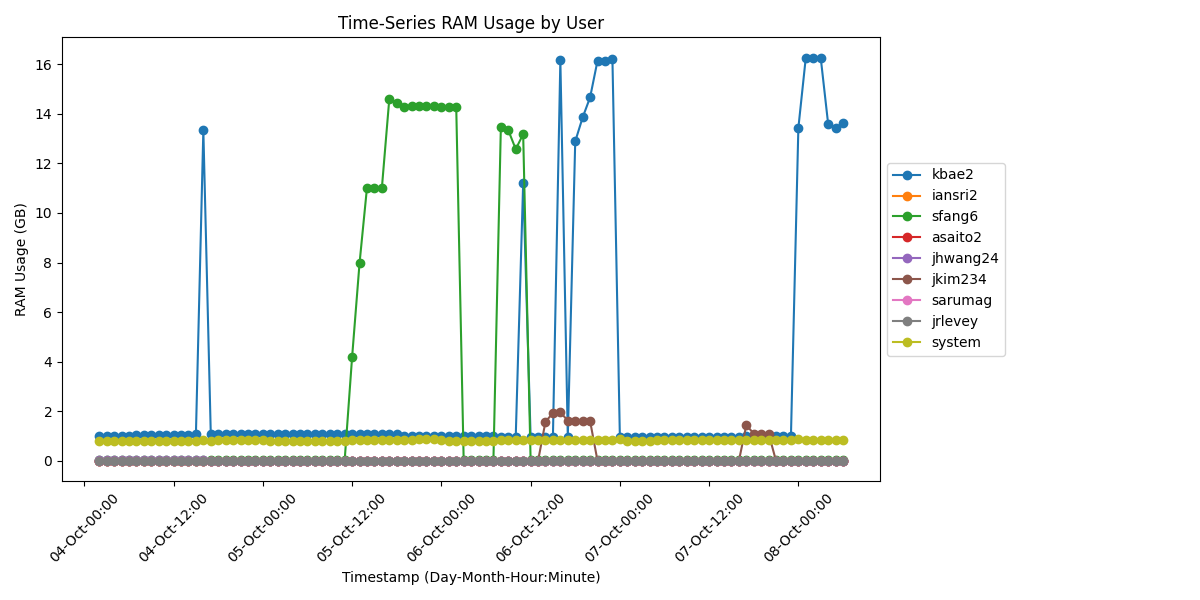 Time-Series RAM Usage by User
RAM Usage (GB)
16
14
12
10
8
6
4
2
0
04-Oct-00:00
04-Oct-12:00
05-Oct-00:00
05-Oct-12:00
06-Oct-00:00
06-Oct-12:00
07-Oct-00:00
07-Oct-12:00
08-Oct-00:00
Timestamp (Day-Month-Hour:Minute)
kbae2
iansri2
sfang6
asaito2
jhwang24
jkim234
sarumag
jrlevey
system